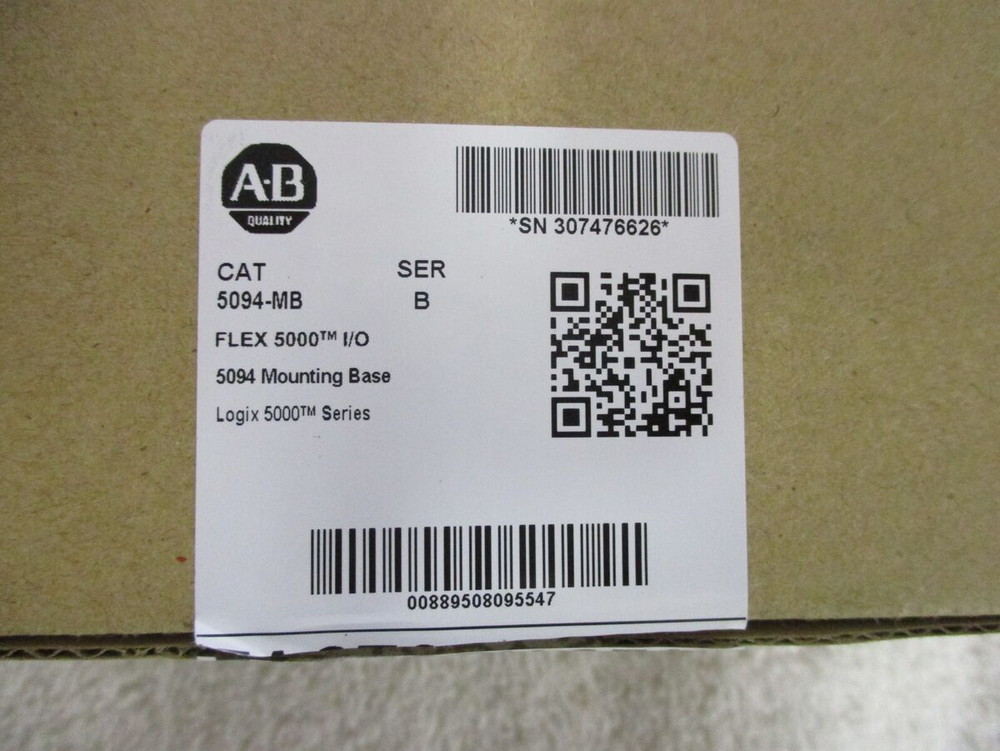 A·B
QUALITY
*SN 307476626*
CAT SER
5094-MB B
FLEX 5000™ I/O
5094 Mounting Base
Logix 5000™ Series
00889508095547